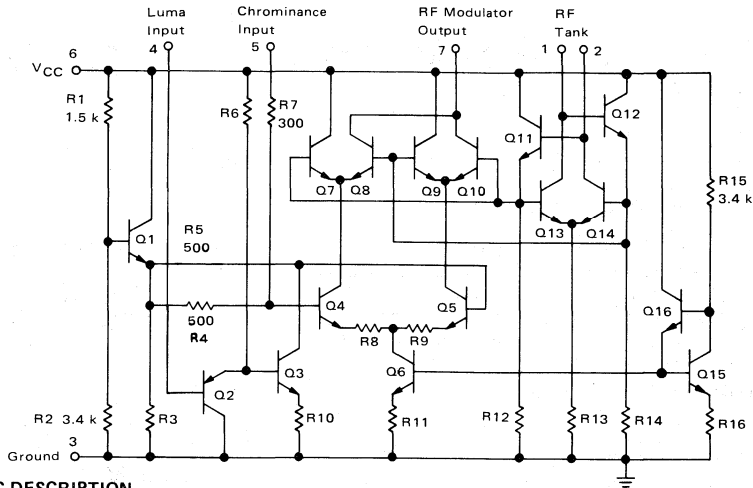 Luma
Input
4
Chrominance
Input
5
RF Modulator
Output
7
RF
Tank
1
2
6
VCC
R1
1.5 k
R6
R7
300
Q11
Q12
Q7
Q8
Q9
Q10
R15
3.4 k
Q13
Q14
Q1
R5
500
Q4
Q5
Q16
500
R4
R8
R9
Q3
Q6
Q15
Q2
R2 3.4 k
R3
R10
R11
R12
R13
R14
R16
3
Ground